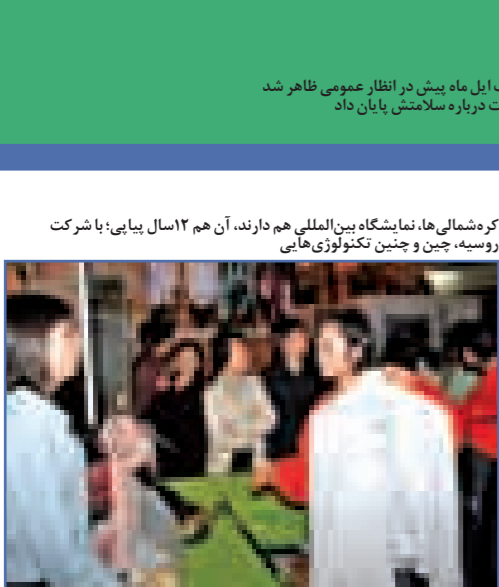 ایل ماه پیش در انظار عمومی ظاهر شد
درباره سلامتش پایان داد
کره‌شمالی‌ها، نمایشگاه بین‌المللی هم دارند، آن هم ۱۲سال پیاپی؛ با شرکت
روسیه، چین و چنین تکنولوژی‌هایی